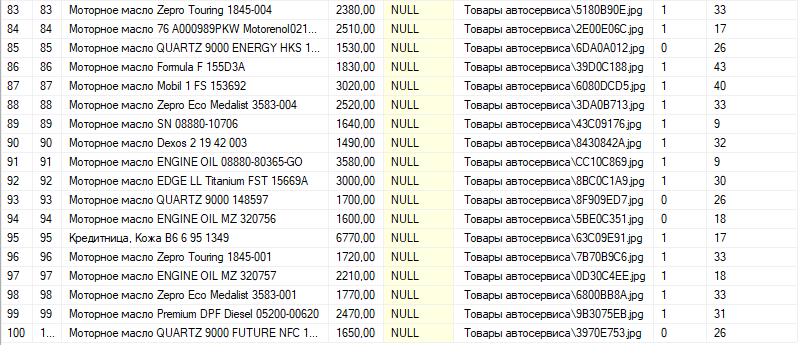 83 83 Моторное масло Zepro Touring 1845-004 2380,00 NULL Товары автосервиса\5180B90E.jpg 1 33
84 84 Моторное масло 76 A000989PKW Motorenol021... 2510,00 NULL Товары автосервиса\2E00E06C.jpg 1 17
85 85 Моторное масло QUARTZ 9000 ENERGY HKS 1... 1530,00 NULL Товары автосервиса\6DA0A012.jpg 0 26
86 86 Моторное масло Formula F 155D3A 1830,00 NULL Товары автосервиса\39D0C188.jpg 1 43
87 87 Моторное масло Mobil 1 FS 153692 3020,00 NULL Товары автосервиса\6080DCD5.jpg 1 40
88 88 Моторное масло Zepro Eco Medalist 3583-004 2520,00 NULL Товары автосервиса\3DA0B713.jpg 1 33
89 89 Моторное масло SN 08880-10706 1640,00 NULL Товары автосервиса\43C09176.jpg 1 9
90 90 Моторное масло Dexos 2 19 42 003 1490,00 NULL Товары автосервиса\8430842A.jpg 1 32
91 91 Моторное масло ENGINE OIL 08880-80365-GO 3580,00 NULL Товары автосервиса\CC10C869.jpg 1 9
92 92 Моторное масло EDGE LL Titanium FST 15669A 3000,00 NULL Товары автосервиса\8BC0C1A9.jpg 1 30
93 93 Моторное масло QUARTZ 9000 148597 1700,00 NULL Товары автосервиса\8F909ED7.jpg 0 26
94 94 Моторное масло ENGINE OIL MZ 320756 1600,00 NULL Товары автосервиса\5BE0C351.jpg 0 18
95 95 Кредитница, Кожа B6 6 95 1349 6770,00 NULL Товары автосервиса\63C09E91.jpg 1 17
96 96 Моторное масло Zepro Touring 1845-001 1720,00 NULL Товары автосервиса\7B70B9C6.jpg 1 33
97 97 Моторное масло ENGINE OIL MZ 320757 2210,00 NULL Товары автосервиса\0D30C4EE.jpg 1 18
98 98 Моторное масло Zepro Eco Medalist 3583-001 1770,00 NULL Товары автосервиса\6800BB8A.jpg 1 33
99 99 Моторное масло Premium DPF Diesel 05200-00620 2470,00 NULL Товары автосервиса\9B3075EB.jpg 1 31
100 1... Моторное масло QUARTZ 9000 FUTURE NFC 1... 1650,00 NULL Товары автосервиса\3970E753.jpg 0 26